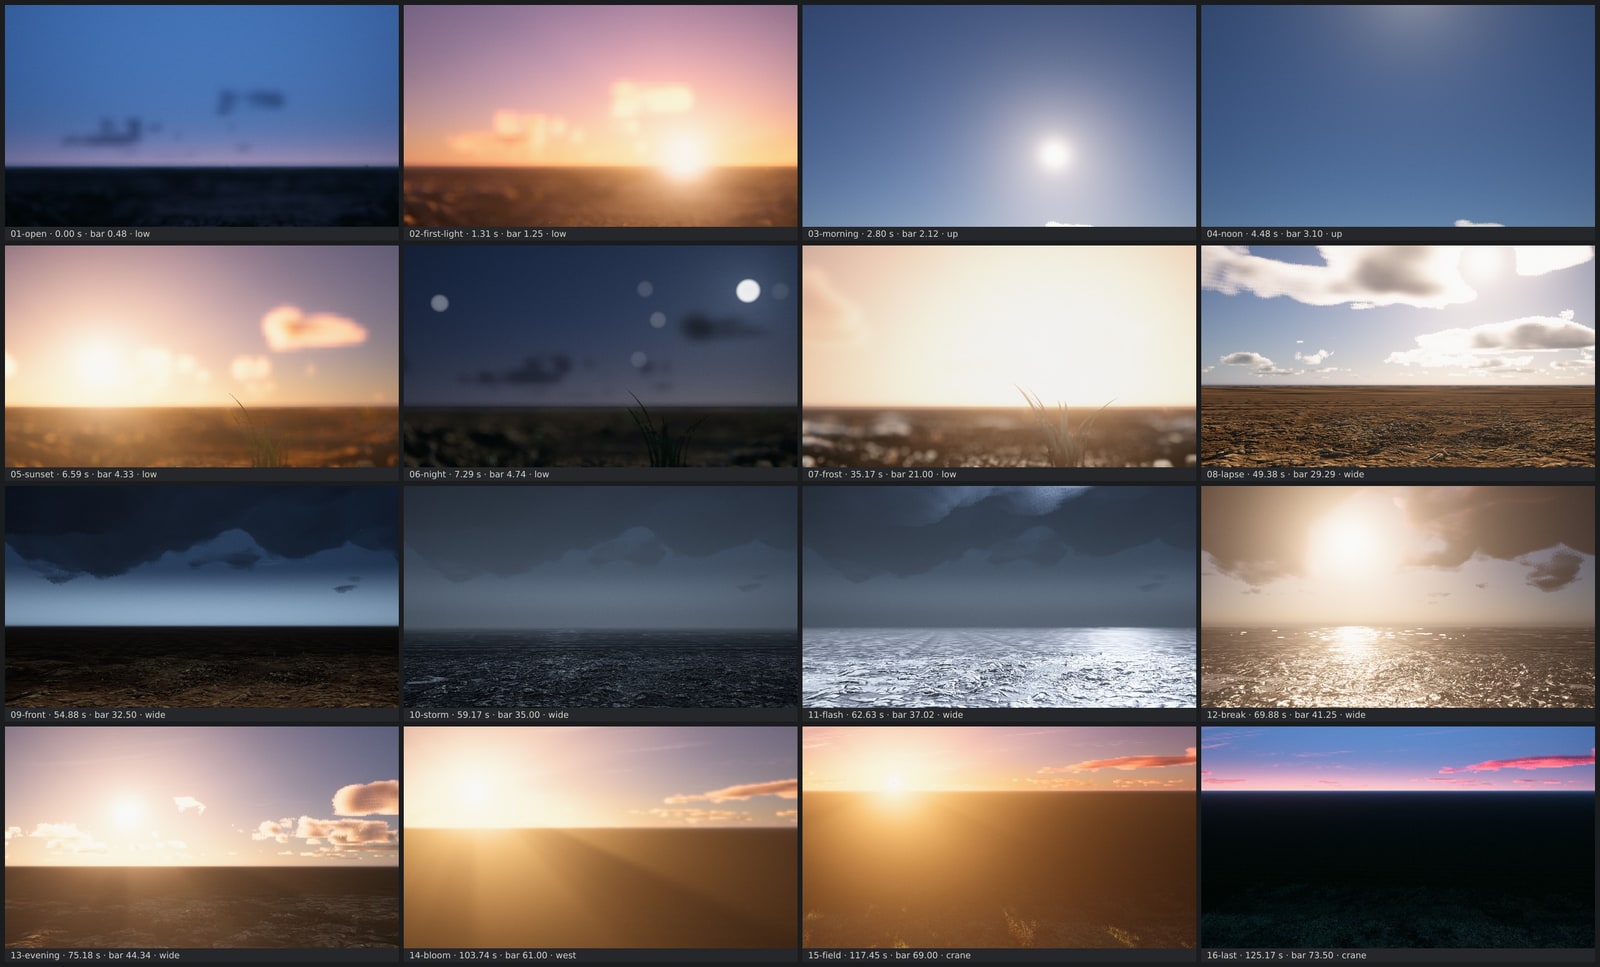 01-open · 0.00 s · bar 0.48 · low
02-first-light · 1.31 s · bar 1.25 · low
03-morning · 2.80 s · bar 2.12 · up
04-noon · 4.48 s · bar 3.10 · up
05-sunset · 6.59 s · bar 4.33 · low
06-night · 7.29 s · bar 4.74 · low
07-frost · 35.17 s · bar 21.00 · low
08-lapse · 49.38 s · bar 29.29 · wide
09-front · 54.88 s · bar 32.50 · wide
10-storm · 59.17 s · bar 35.00 · wide
11-flash · 62.63 s · bar 37.02 · wide
12-break · 69.88 s · bar 41.25 · wide
13-evening · 75.18 s · bar 44.34 · wide
14-bloom · 103.74 s · bar 61.00 · west
15-field · 117.45 s · bar 69.00 · crane
16-last · 125.17 s · bar 73.50 · crane